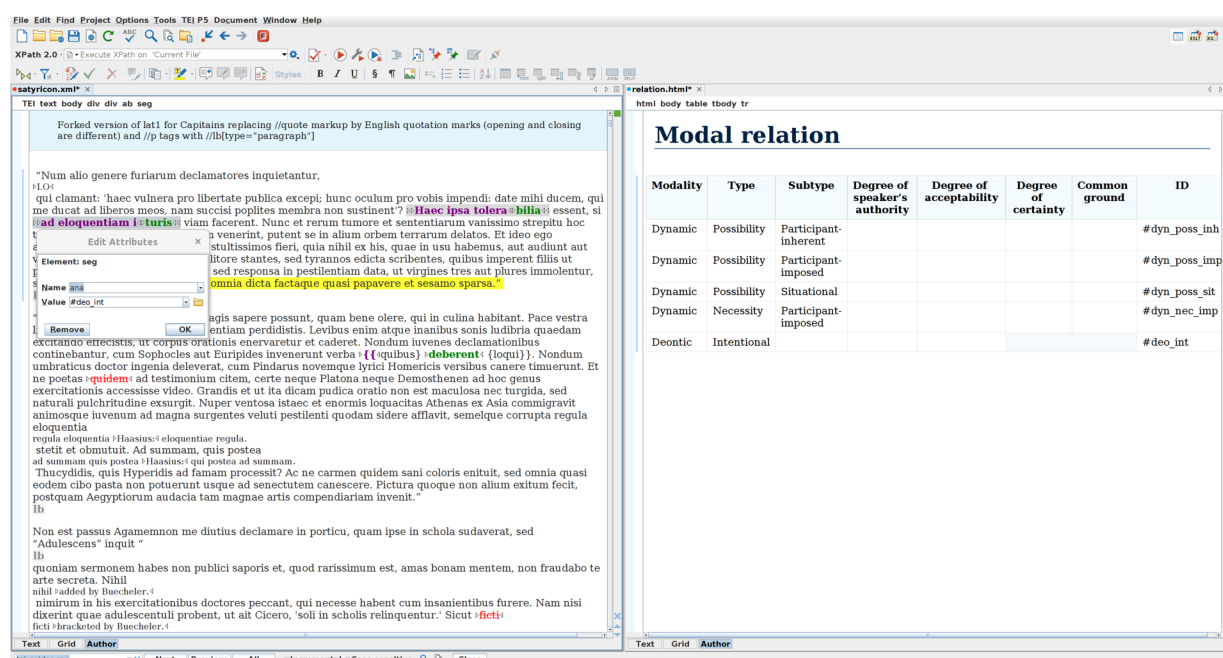 File Edit Find Project Options Tools TEI P5 Document Window Help
XPath 2.0 Execute XPath on 'Current File'
Styles B I U § ¶
JOIN SPLIT
XSLT XQ
satyricon.xml* ×
TEI text body div div ab seg
Forked version of lat1 for Capitains replacing //quote markup by English quotation marks (opening and closing
are different) and //p tags with //lb[type="paragraph"]
“Num alio genere furiarum declamatores inquietantur,
LO
qui clamant: 'haec vulnera pro libertate publica excepi; hunc oculum pro vobis impendi: date mihi ducem, qui
me ducat ad liberos meos, nam succisi poplites membra non sustinent'? Haec ipsa tolerabilia essent, si
ad eloquentiam ituris viam facerent. Nunc et rerum tumore et sententiarum vanissimo strepitu hoc
venerint, putent se in alium orbem terrarum delatos. Et ideo ego
stultissimos fieri, quia nihil ex his, quae in usu habemus, aut audiunt aut
litore stantes, sed tyrannos edicta scribentes, quibus imperent filiis ut
sed responsa in pestilentiam data, ut virgines tres aut plures immolentur,
omnia dicta factaque quasi papavere et sesamo sparsa.”
Edit Attributes ×
Element: seg
Name ana
Value #deo_int
Remove OK
agis sapere possunt, quam bene olere, qui in culina habitant. Pace vestra
entiam perdidistis. Levibus enim atque inanibus sonis ludibria quaedam
excitando effecistis, ut corpus orationis enervaretur et caderet. Nondum iuvenes declamationibus
continebantur, cum Sophocles aut Euripides invenerunt verba {{quibus} deberent {loqui}}. Nondum
umbraticus doctor ingenia deleverat, cum Pindarus novemque lyrici Homericis versibus canere timuerunt. Et
ne poetas quidem ad testimonium citem, certe neque Platona neque Demosthenen ad hoc genus
exercitationis accessisse video. Grandis et ut ita dicam pudica oratio non est maculosa nec turgida, sed
naturali pulchritudine exsurgit. Nuper ventosa istaec et enormis loquacitas Athenas ex Asia commigravit
animosque iuvenum ad magna surgentes veluti pestilenti quodam sidere afflavit, semelque corrupta regula
eloquentia
regula eloquentia Haasius: eloquentiae regula.
stetit et obmutuit. Ad summam, quis postea
ad summam quis postea Haasius: qui postea ad summam.
Thucydidis, quis Hyperidis ad famam processit? Ac ne carmen quidem sani coloris enituit, sed omnia quasi
eodem cibo pasta non potuerunt usque ad senectutem canescere. Pictura quoque non alium exitum fecit,
postquam Aegyptiorum audacia tam magnae artis compendiariam invenit.”
lb
Non est passus Agamemnon me diutius declamare in porticu, quam ipse in schola sudaverat, sed
“Adulescens” inquit “
lb
quoniam sermonem habes non publici saporis et, quod rarissimum est, amas bonam mentem, non fraudabo te
arte secreta. Nihil
nihil added by Buecheler.
nimirum in his exercitationibus doctores peccant, qui necesse habent cum insanientibus furere. Nam nisi
dixerint quae adulescentuli probent, ut ait Cicero, 'soli in scholis relinquentur.' Sicut ficti
ficti bracketed by Buecheler.
Text Grid Author
relation.html* ×
html body table tbody tr
Modal relation
Modality Type Subtype Degree of speaker's authority Degree of acceptability Degree of certainty Common ground ID
Dynamic Possibility Participant-inherent #dyn_poss_inh
Dynamic Possibility Participant-imposed #dyn_poss_imp
Dynamic Possibility Situational #dyn_poss_sit
Dynamic Necessity Participant-imposed #dyn_nec_imp
Deontic Intentional #deo_int
Text Grid Author